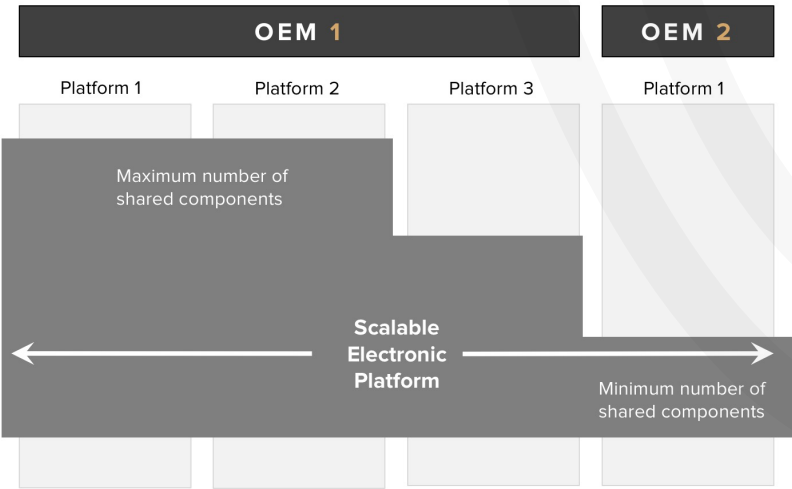 OEM 1
OEM 2
Platform 1
Platform 2
Platform 3
Platform 1
Maximum number of
shared components
Scalable
Electronic
Platform
Minimum number of
shared components